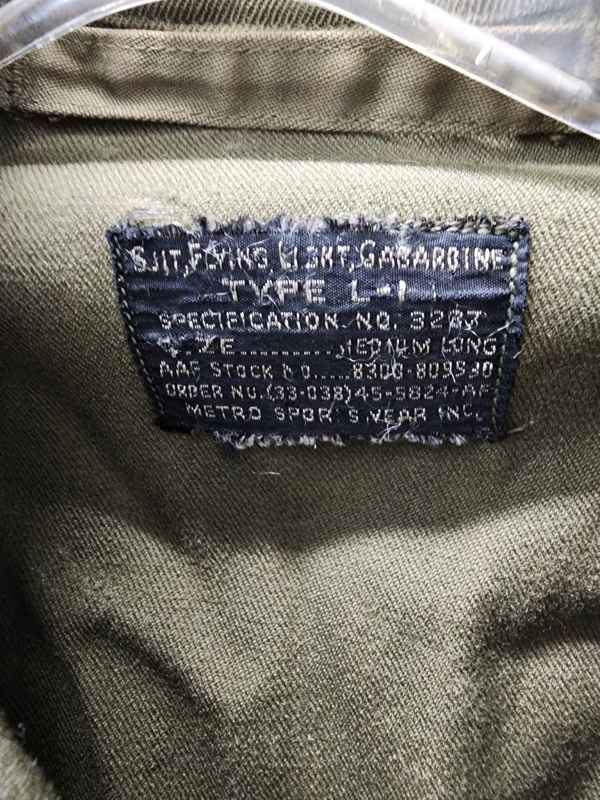 SUIT, FLYING, LIGHT, GABARDINE
TYPE L-1
SPECIFICATION NO. 3237
SIZE..........MEDIUM LONG
AAF STOCK NO.....8300-809590
ORDER NO. (33-038)45-5824-AF
METRO SPORTSWEAR INC.